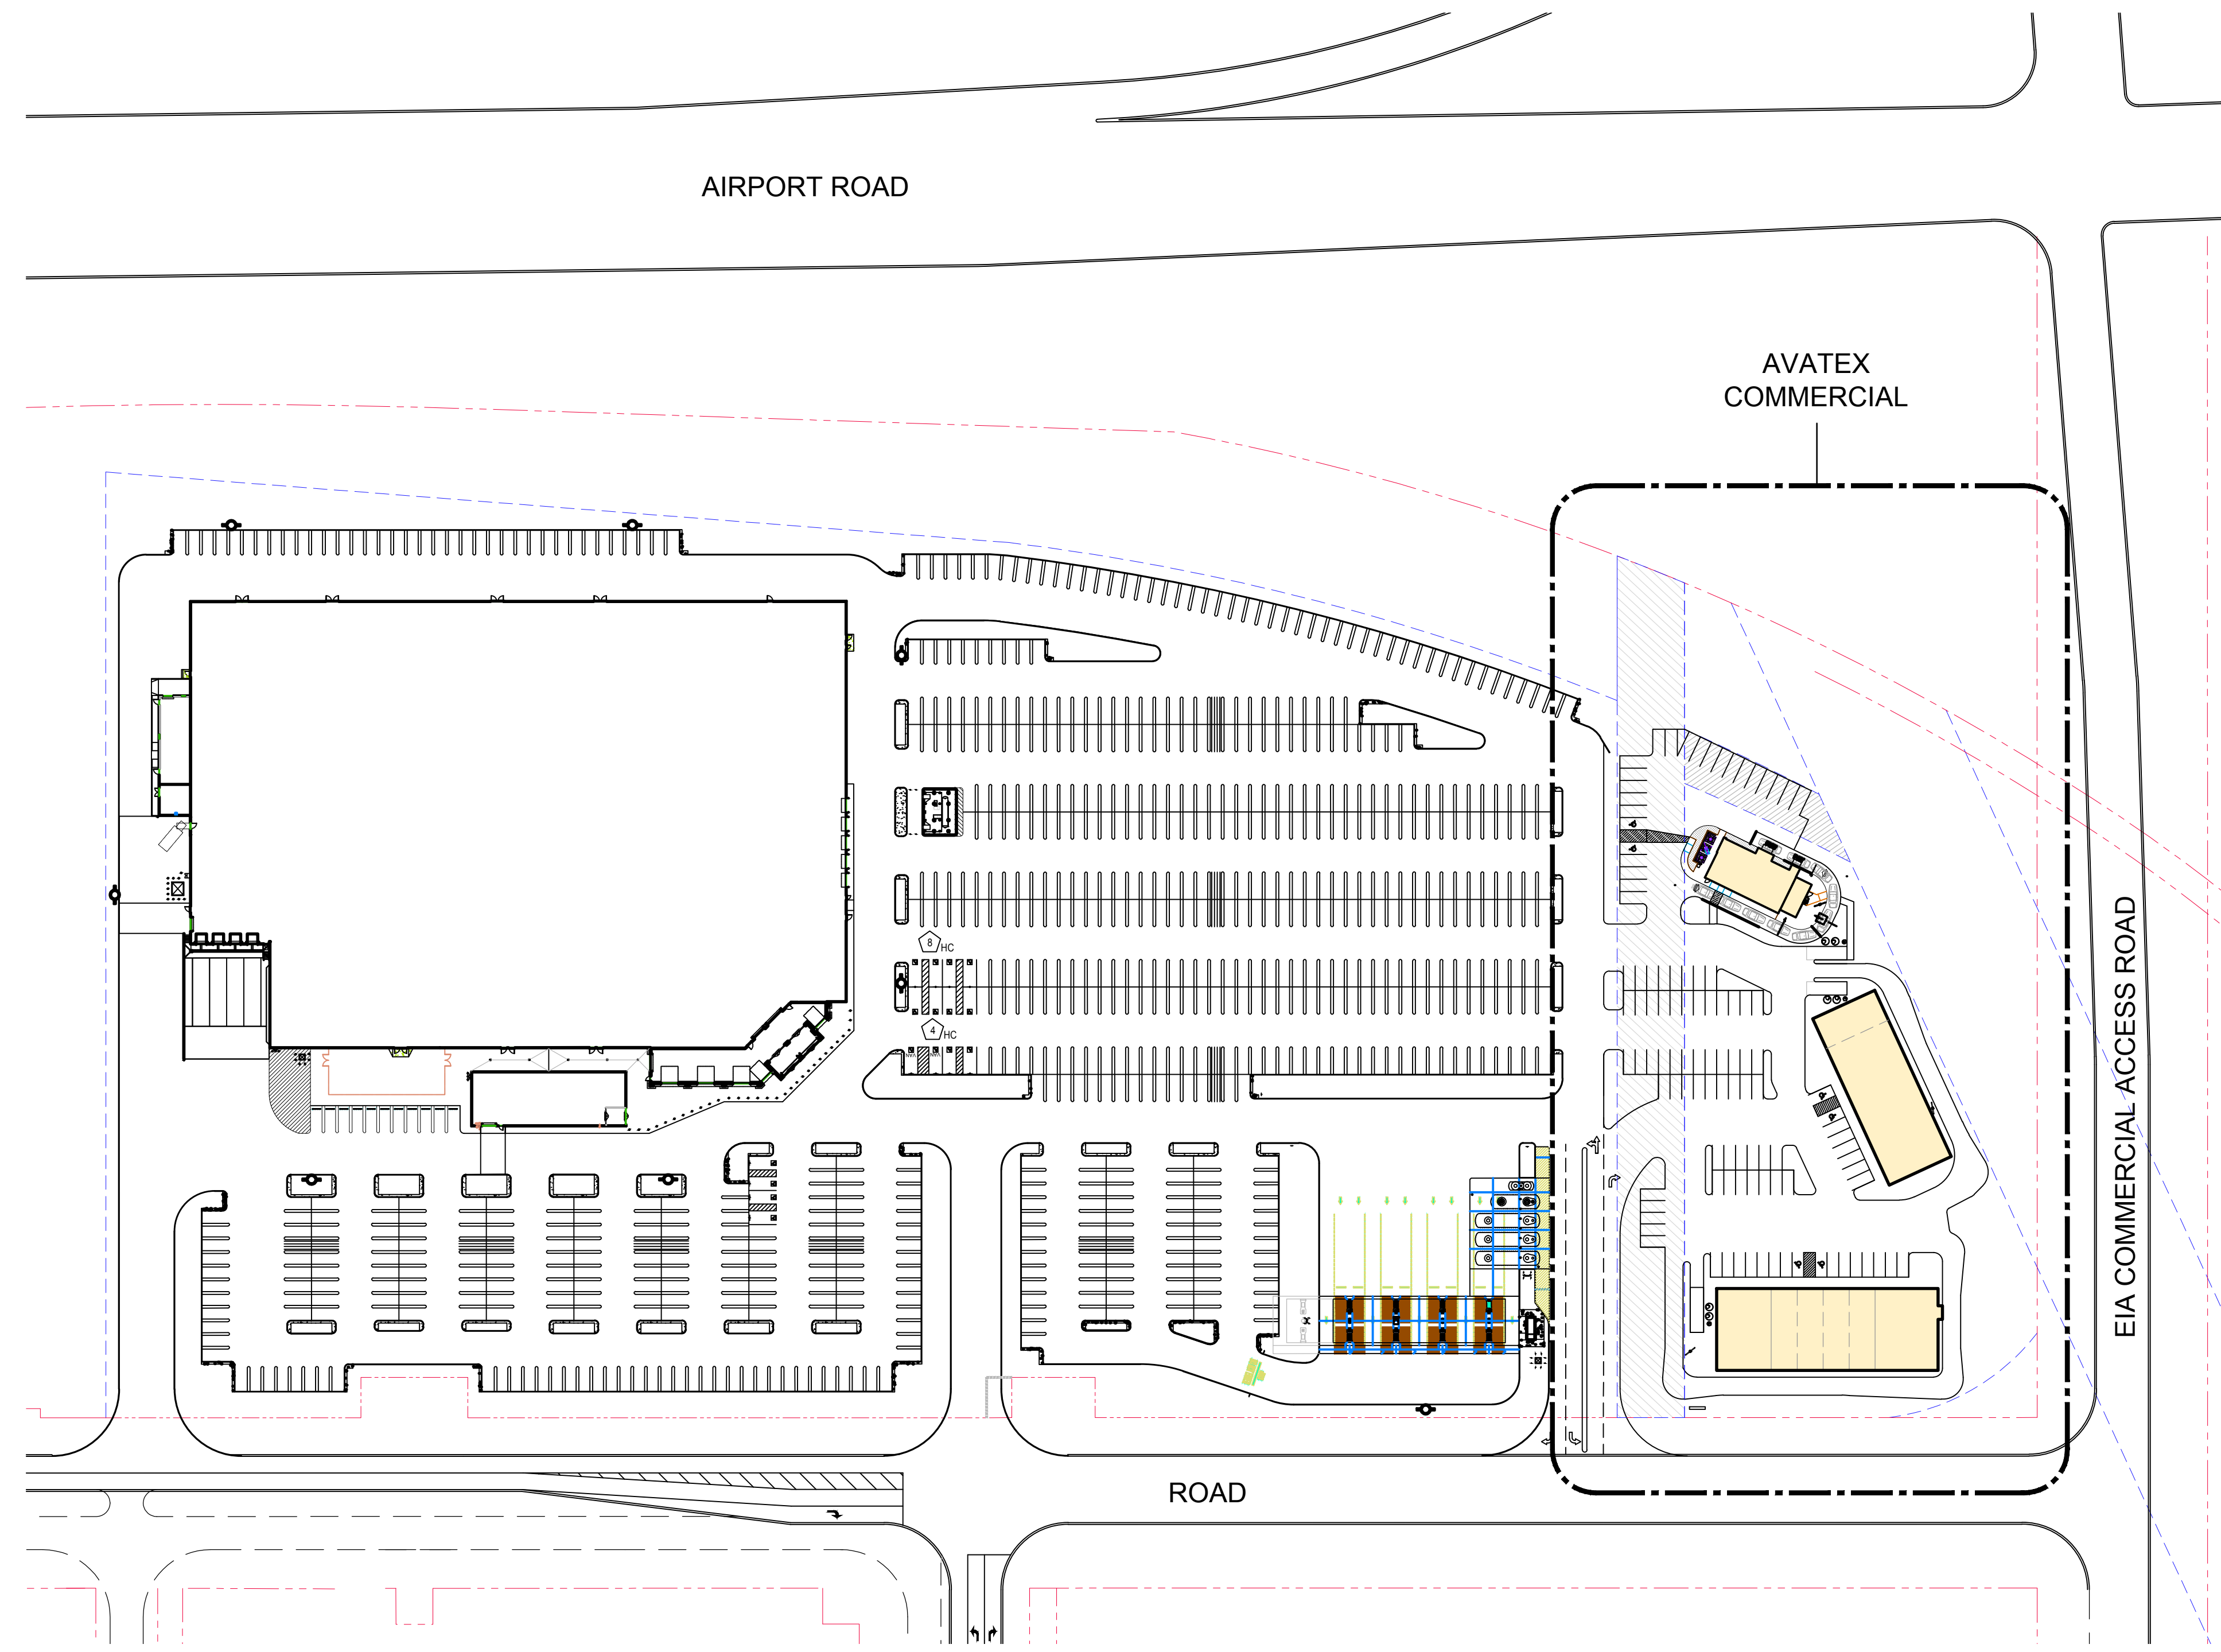 AIRPORT ROAD
AVATEX
COMMERCIAL
8
HC
4
HC
EIA COMMERCIAL ACCESS ROAD
ROAD